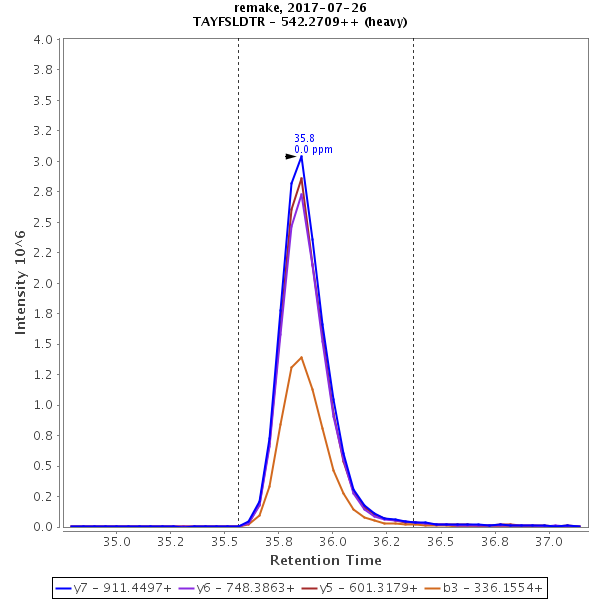 remake, 2017-07-26
TAYFSLDTR - 542.2709++ (heavy)
4.0
3.8
3.5
3.2
3.0
2.8
2.5
2.2
2.0
1.8
1.5
1.2
1.0
0.8
0.5
0.2
0.0
Intensity 10^6
35.8
0.0 ppm
35.0 35.2 35.5 35.8 36.0 36.2 36.5 36.8 37.0
Retention Time
y7 - 911.4497+ y6 - 748.3863+ y5 - 601.3179+ b3 - 336.1554+